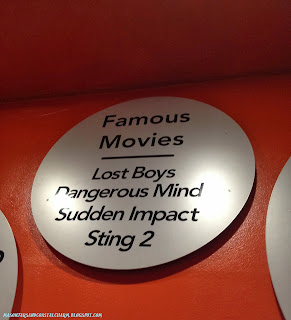 Famous
Movies
Lost Boys
Dangerous Mind
Sudden Impact
Sting 2